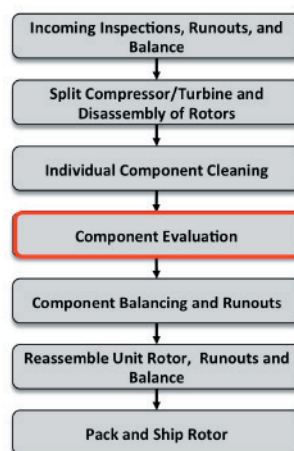 Incoming Inspections, Runouts, and
Balance
Split Compressor/Turbine and
Disassembly of Rotors
Individual Component Cleaning
Component Evaluation
Component Balancing and Runouts
Reassemble Unit Rotor, Runouts and
Balance
Pack and Ship Rotor